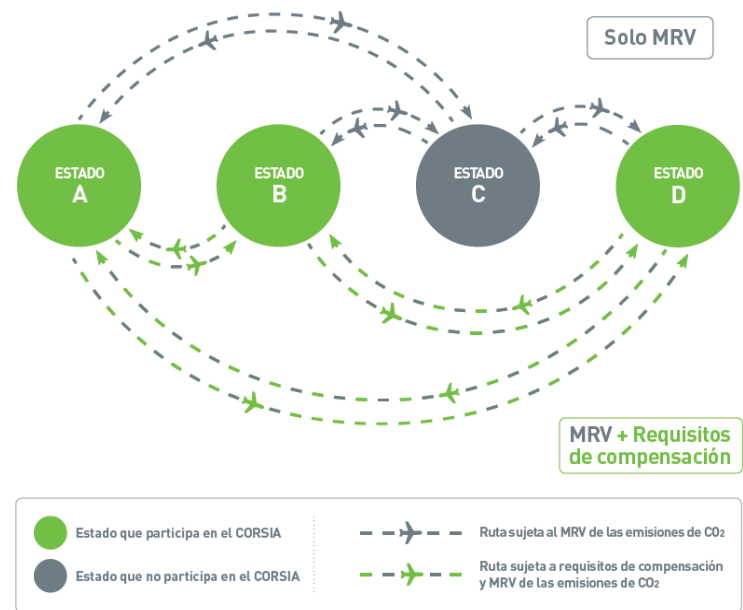 Solo MRV
ESTADO
A
ESTADO
B
ESTADO
C
ESTADO
D
MRV + Requisitos
de compensación
Estado que participa en el CORSIA
Estado que no participa en el CORSIA
Ruta sujeta al MRV de las emisiones de CO₂
Ruta sujeta a requisitos de compensación
y MRV de las emisiones de CO₂